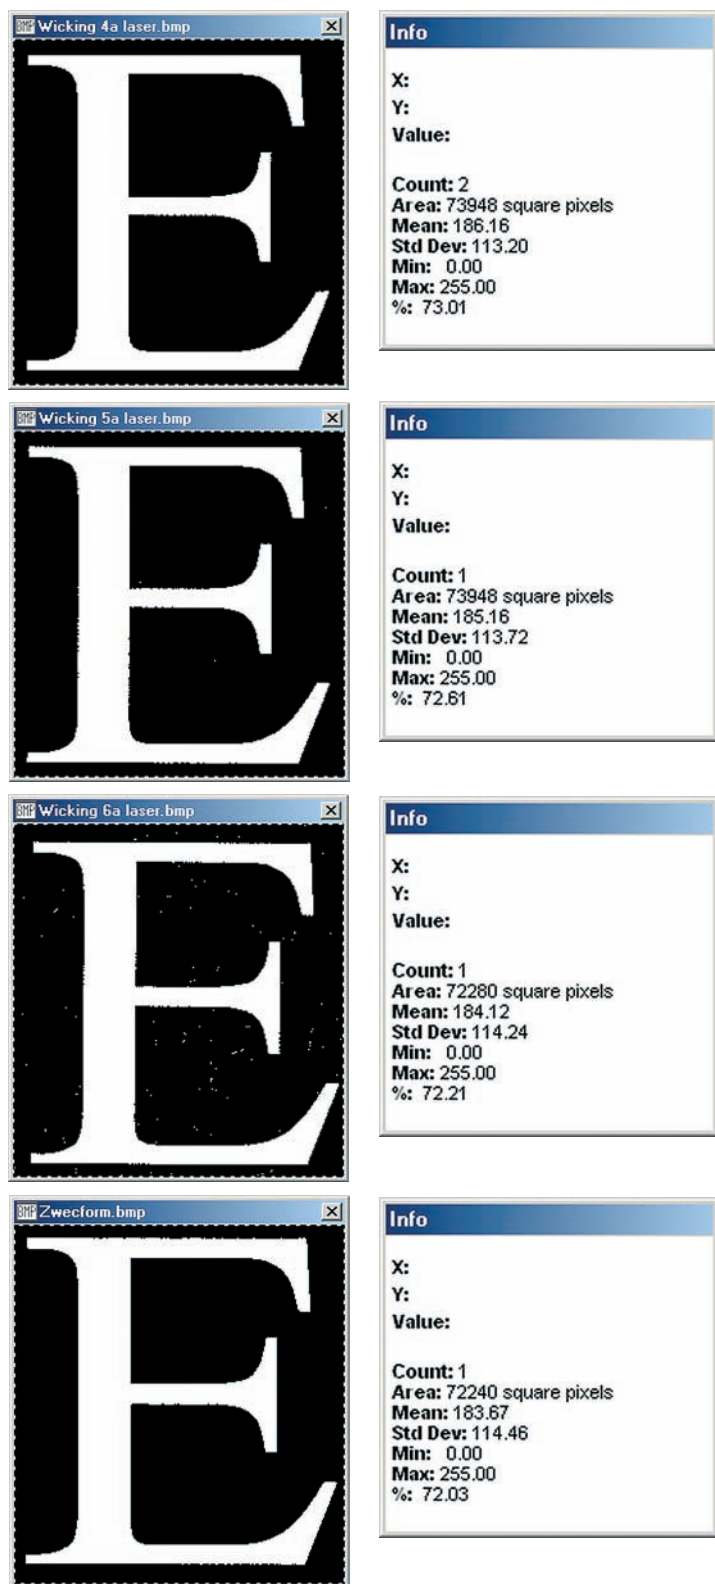 BMP Wicking 4a laser.bmp
E
Info
X:
Y:
Value:
Count: 2
Area: 73948 square pixels
Mean: 186.16
Std Dev: 113.20
Min: 0.00
Max: 255.00
%: 73.01
BMP Wicking 5a laser.bmp
E
Info
X:
Y:
Value:
Count: 1
Area: 73948 square pixels
Mean: 185.16
Std Dev: 113.72
Min: 0.00
Max: 255.00
%: 72.61
BMP Wicking 6a laser.bmp
E
Info
X:
Y:
Value:
Count: 1
Area: 72280 square pixels
Mean: 184.12
Std Dev: 114.24
Min: 0.00
Max: 255.00
%: 72.21
BMP Zwecform.bmp
E
Info
X:
Y:
Value:
Count: 1
Area: 72240 square pixels
Mean: 183.67
Std Dev: 114.46
Min: 0.00
Max: 255.00
%: 72.03